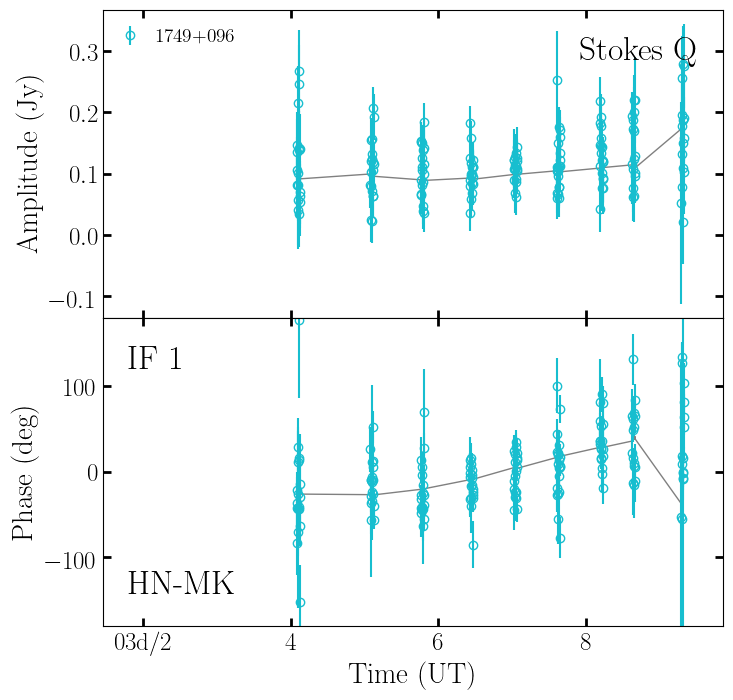 1749+096
Stokes Q
Amplitude (Jy)
0.3
0.2
0.1
0.0
−0.1
IF 1
HN-MK
Phase (deg)
100
0
−100
03d/2
4
6
8
Time (UT)